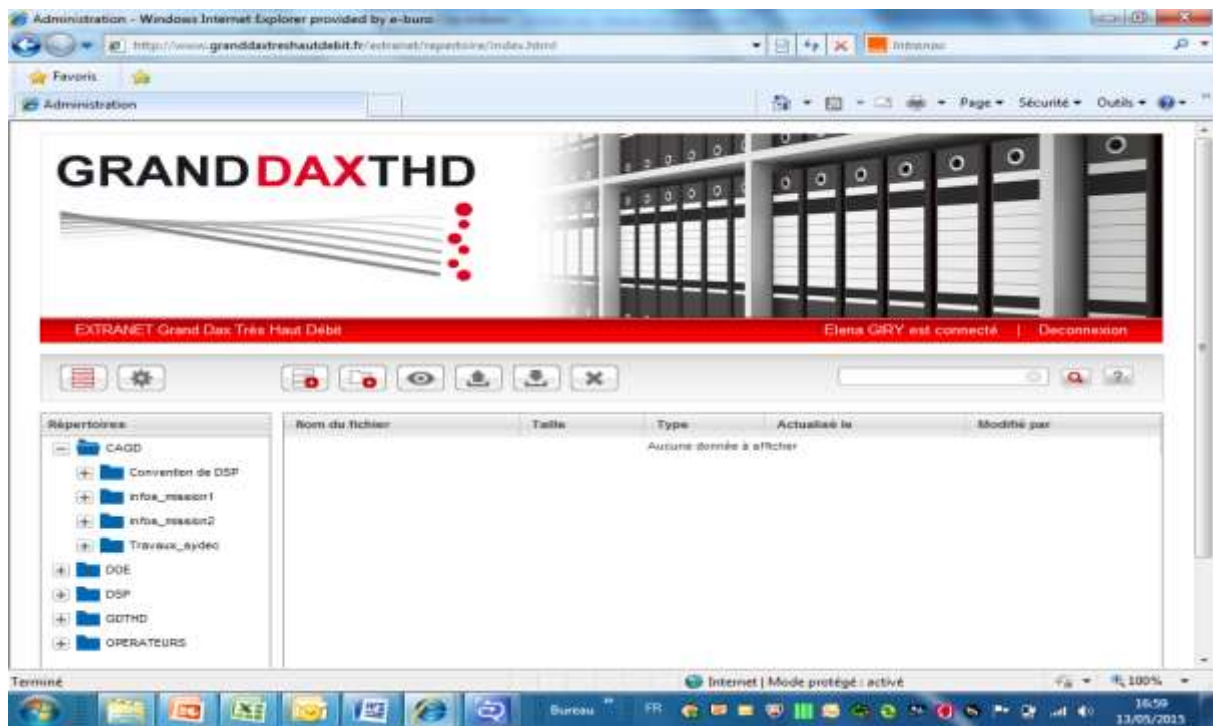 Administration - Windows Internet Explorer provided by e-buro
http://www.granddaxtreshautdebit.fr/extranet/repertoire/index.html
Favoris
Administration
Page
Sécurité
Outils
GRANDDAXTHD
EXTRANET Grand Dax Très Haut Débit
Elena GIRY est connecté | Deconnexion
Répertoires
Nom du fichier Taille Type Actualisé le Modifié par
Aucune donnée à afficher
CAGD
Convention de DSP
infos_mission1
infos_mission2
Travaux_sydec
DOE
DSP
GDTHD
OPERATEURS
Terminé
Internet | Mode protégé : activé
100%
Bureau
FR
16:59